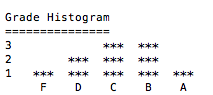 Grade Histogram
===============
3             ***  ***
2        ***  ***  ***
1   ***  ***  ***  ***  ***
     F    D    C    B    A